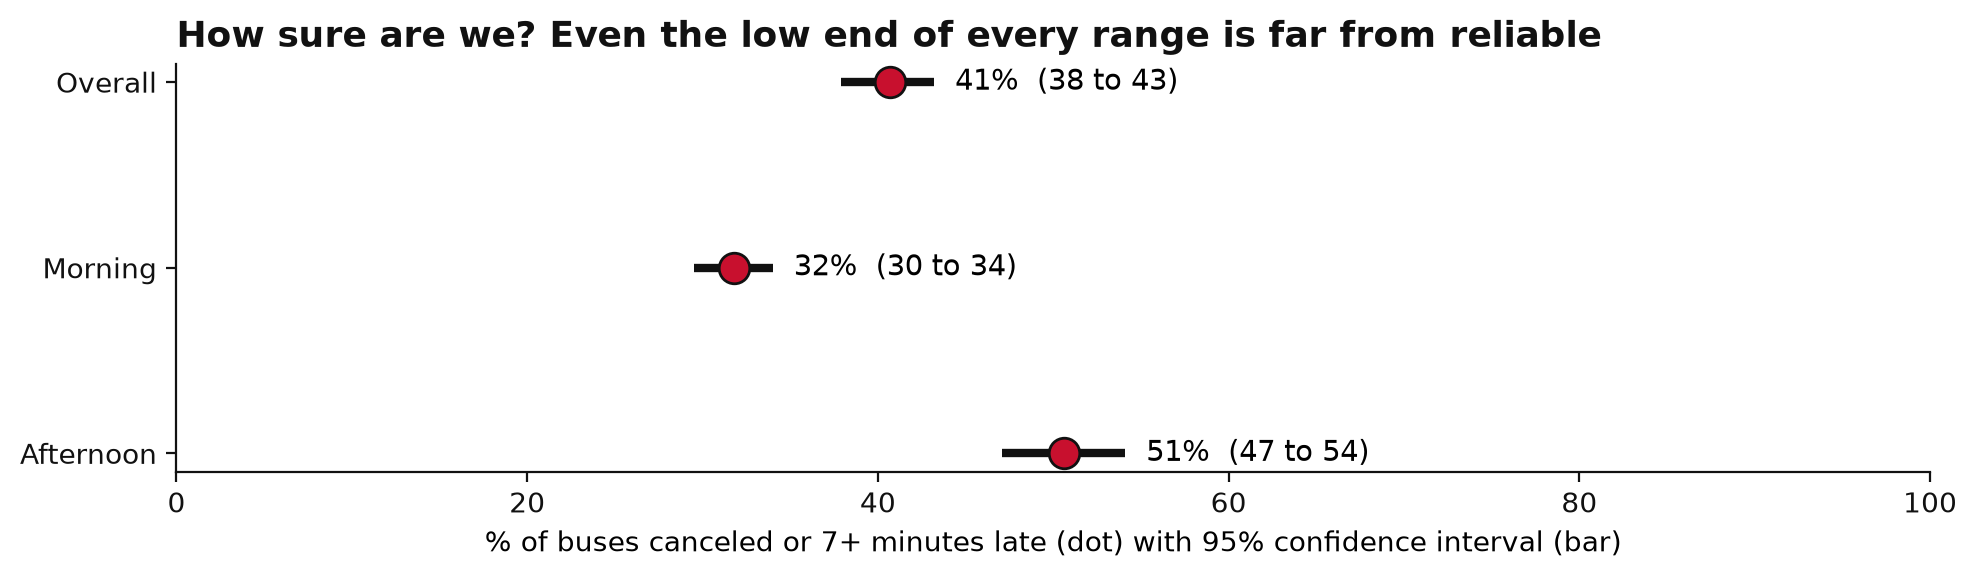 How sure are we? Even the low end of every range is far from reliable
Overall
41%  (38 to 43)
Morning
32%  (30 to 34)
Afternoon
51%  (47 to 54)
0 20 40 60 80 100
% of buses canceled or 7+ minutes late (dot) with 95% confidence interval (bar)